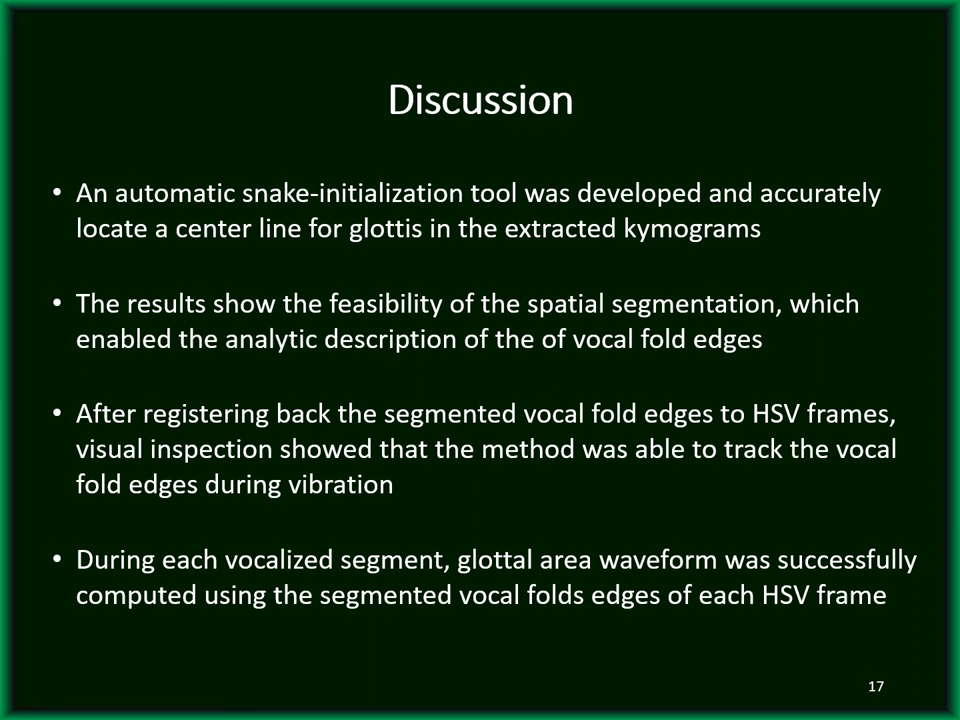 Discussion
• An automatic snake-initialization tool was developed and accurately
locate a center line for glottis in the extracted kymograms
• The results show the feasibility of the spatial segmentation, which
enabled the analytic description of the of vocal fold edges
• After registering back the segmented vocal fold edges to HSV frames,
visual inspection showed that the method was able to track the vocal
fold edges during vibration
• During each vocalized segment, glottal area waveform was successfully
computed using the segmented vocal folds edges of each HSV frame
17